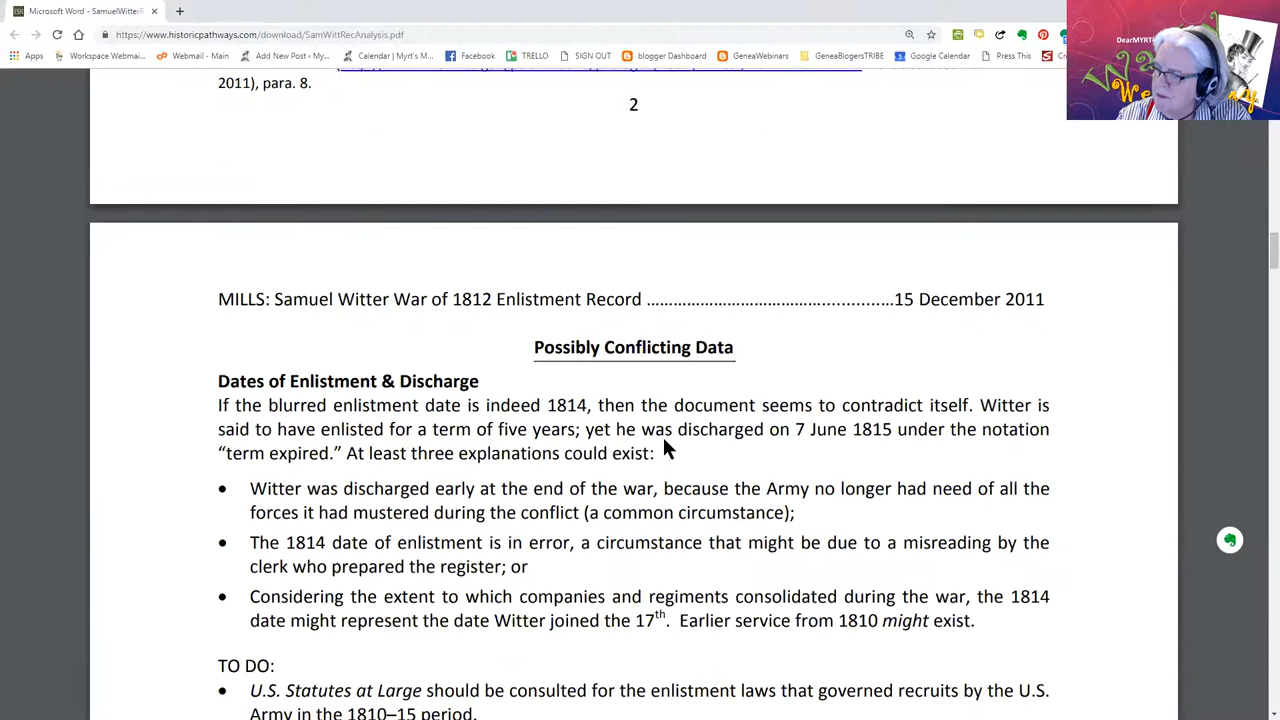 Microsoft Word - SamuelWitterR
https://www.historicpathways.com/download/SamWittRecAnalysis.pdf
Apps
Workspace Webmai...
Webmail - Main
Add New Post - My...
Calendar | Myrt's M...
Facebook
TRELLO
SIGN OUT
blogger Dashboard
GeneaWebinars
GeneaBlogersTRIBE
Google Calendar
Press This
DearMYRT
2011), para. 8.
2
MILLS: Samuel Witter War of 1812 Enlistment Record ……………………………............…15 December 2011
Possibly Conflicting Data
Dates of Enlistment & Discharge
If the blurred enlistment date is indeed 1814, then the document seems to contradict itself. Witter is
said to have enlisted for a term of five years; yet he was discharged on 7 June 1815 under the notation
“term expired.” At least three explanations could exist:
• Witter was discharged early at the end of the war, because the Army no longer had need of all the
forces it had mustered during the conflict (a common circumstance);
• The 1814 date of enlistment is in error, a circumstance that might be due to a misreading by the
clerk who prepared the register; or
• Considering the extent to which companies and regiments consolidated during the war, the 1814
date might represent the date Witter joined the 17th. Earlier service from 1810 might exist.
TO DO:
• U.S. Statutes at Large should be consulted for the enlistment laws that governed recruits by the U.S.
Army in the 1810–15 period.